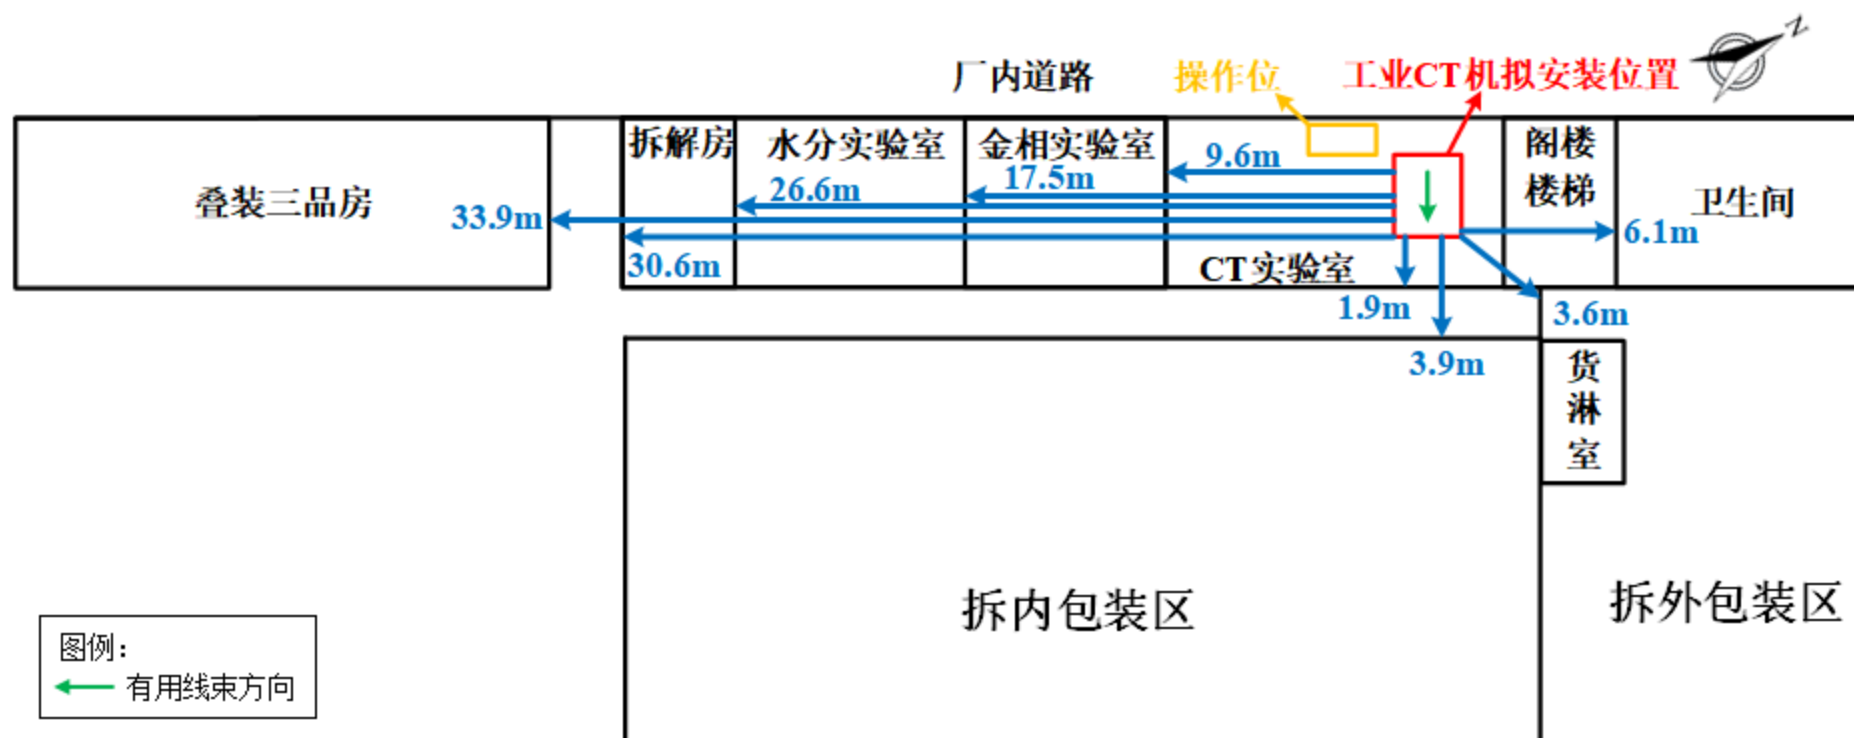 N
厂内道路
操作位
工业CT机拟安装位置
拆解房
水分实验室
金相实验室
阁楼
楼梯
9.6m
17.5m
26.6m
叠装三品房
33.9m
卫生间
6.1m
30.6m
CT实验室
1.9m
3.6m
3.9m
货
淋
室
拆内包装区
拆外包装区
图例：
有用线束方向